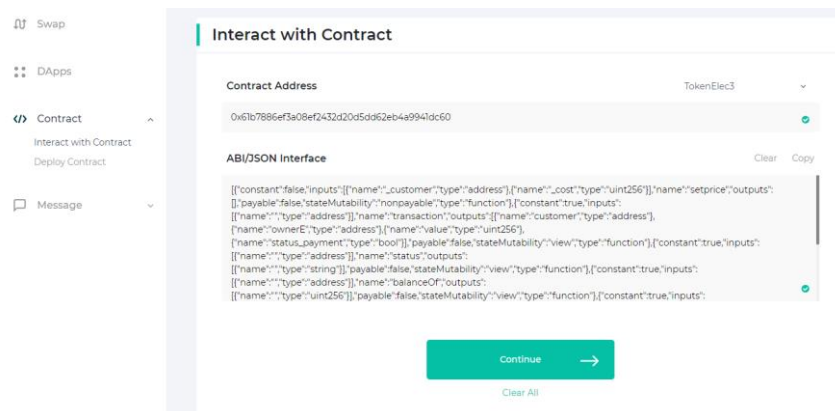 Swap
DApps
</> Contract
Interact with Contract
Deploy Contract
Message
Interact with Contract
Contract Address
TokenElec3
0x61b7886ef3a08ef2432d20d5dd62eb4a9941dc60
ABI/JSON Interface
Clear Copy
[{"constant":false,"inputs":[{"name":"_customer","type":"address"},{"name":"_cost","type":"uint256"}],"name":"setprice","outputs":
[],"payable":false,"stateMutability":"nonpayable","type":"function"},{"constant":true,"inputs":
[{"name":"","type":"address"}],"name":"transaction","outputs":[{"name":"customer","type":"address"},
{"name":"ownerE","type":"address"},{"name":"value","type":"uint256"},
{"name":"status_payment","type":"bool"}],"payable":false,"stateMutability":"view","type":"function"},{"constant":true,"inputs":
[{"name":"","type":"address"}],"name":"status","outputs":
[{"name":"","type":"string"}],"payable":false,"stateMutability":"view","type":"function"},{"constant":true,"inputs":
[{"name":"","type":"address"}],"name":"balanceOf","outputs":
[{"name":"","type":"uint256"}],"payable":false,"stateMutability":"view","type":"function"},{"constant":true,"inputs":
Continue
Clear All